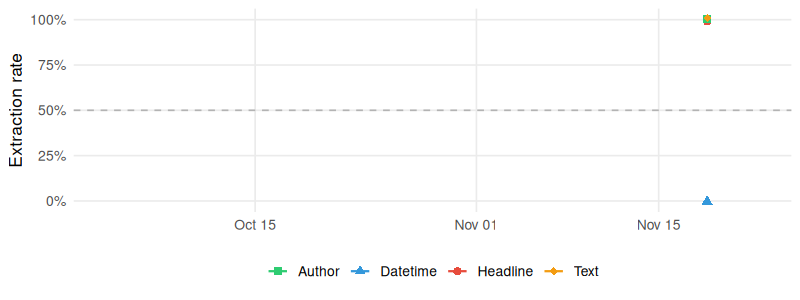 100%
75%
50%
25%
0%
Extraction rate
Oct 15 Nov 01 Nov 15
Author Datetime Headline Text